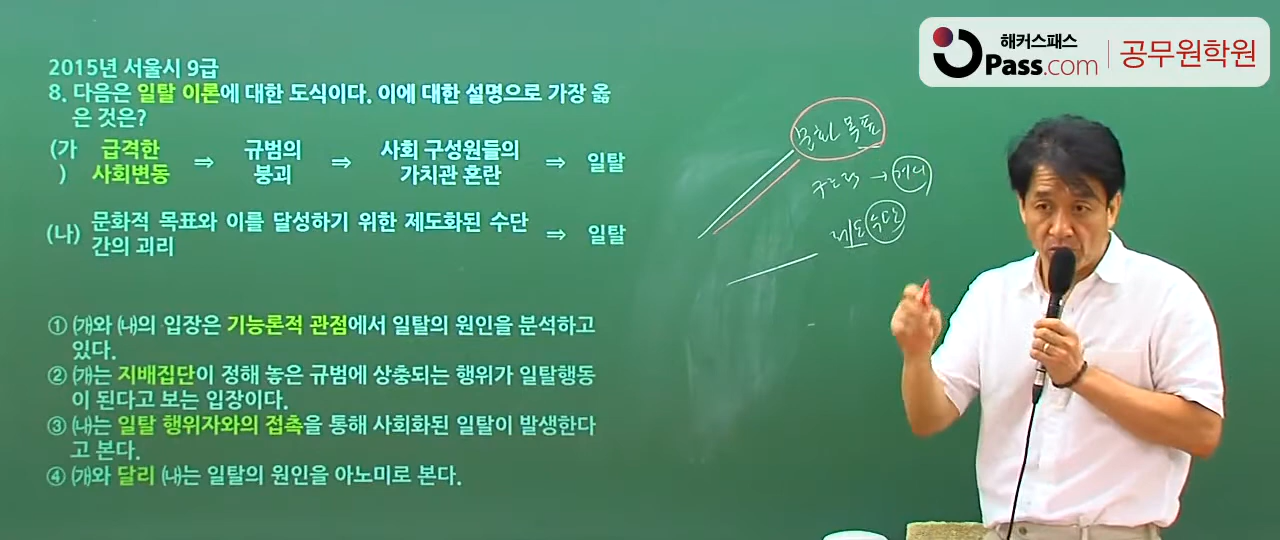 해커스패스
Pass.com
공무원학원
2015년 서울시 9급
8. 다음은 일탈 이론에 대한 도식이다. 이에 대한 설명으로 가장 옳
은 것은?
(가) 급격한 사회변동 ⇒ 규범의 붕괴 ⇒ 사회 구성원들의 가치관 혼란 ⇒ 일탈
(나) 문화적 목표와 이를 달성하기 위한 제도화된 수단
간의 괴리 ⇒ 일탈
① ㈎와 ㈏의 입장은 기능론적 관점에서 일탈의 원인을 분석하고
있다.
② ㈎는 지배집단이 정해 놓은 규범에 상충되는 행위가 일탈행동
이 된다고 보는 입장이다.
③ ㈏는 일탈 행위자와의 접촉을 통해 사회화된 일탈이 발생한다
고 본다.
④ ㈎와 달리 ㈏는 일탈의 원인을 아노미로 본다.
문화 목표
제도 수단